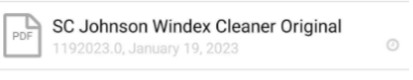 PDF
SC Johnson Windex Cleaner Original
1192023.0, January 19, 2023